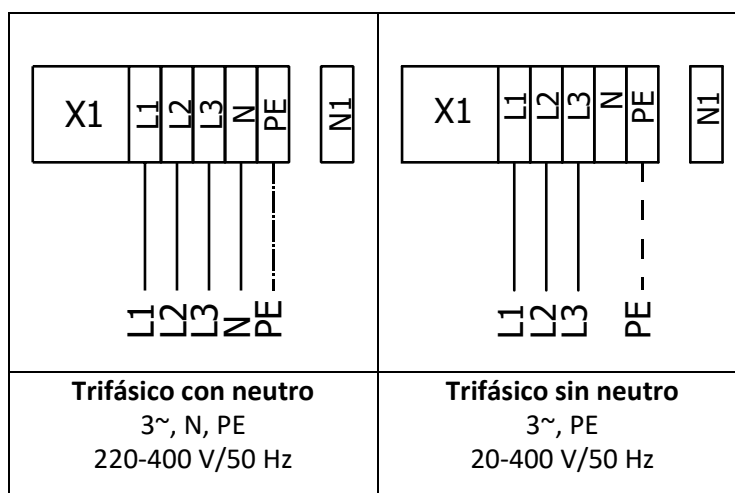 X1 L1 L2 L3 N PE N1
L1 L2 L3 N PE
Trifásico con neutro
3~, N, PE
220-400 V/50 Hz
X1 L1 L2 L3 N PE N1
L1 L2 L3 PE
Trifásico sin neutro
3~, PE
20-400 V/50 Hz